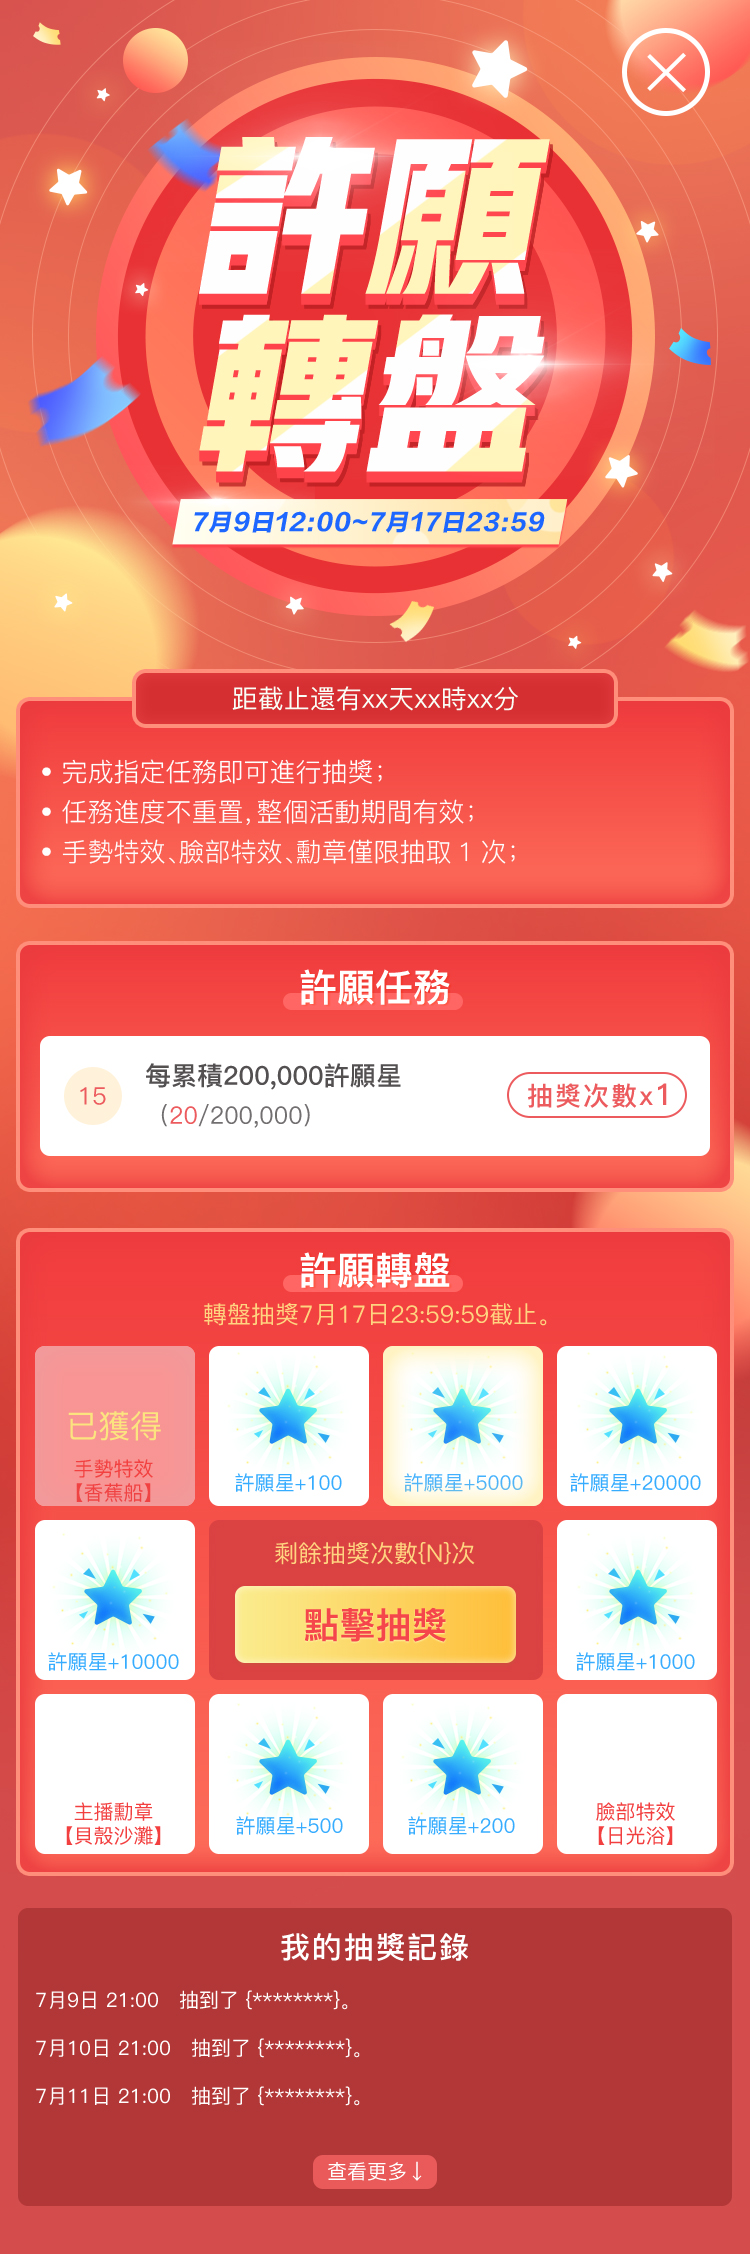 許願
轉盤
7月9日12:00~7月17日23:59
距截止還有xx天xx時xx分
• 完成指定任務即可進行抽獎；
• 任務進度不重置，整個活動期間有效；
• 手勢特效、臉部特效、勳章僅限抽取 1 次；
許願任務
15
每累積200,000許願星
（20/200,000）
抽獎次數x1
許願轉盤
轉盤抽獎7月17日23:59:59截止。
已獲得
手勢特效
【香蕉船】
許願星+100
許願星+5000
許願星+20000
許願星+10000
剩餘抽獎次數{N}次
點擊抽獎
許願星+1000
主播勳章
【貝殼沙灘】
許願星+500
許願星+200
臉部特效
【日光浴】
我的抽獎記錄
7月9日 21:00 抽到了 {********}。
7月10日 21:00 抽到了 {********}。
7月11日 21:00 抽到了 {********}。
查看更多↓